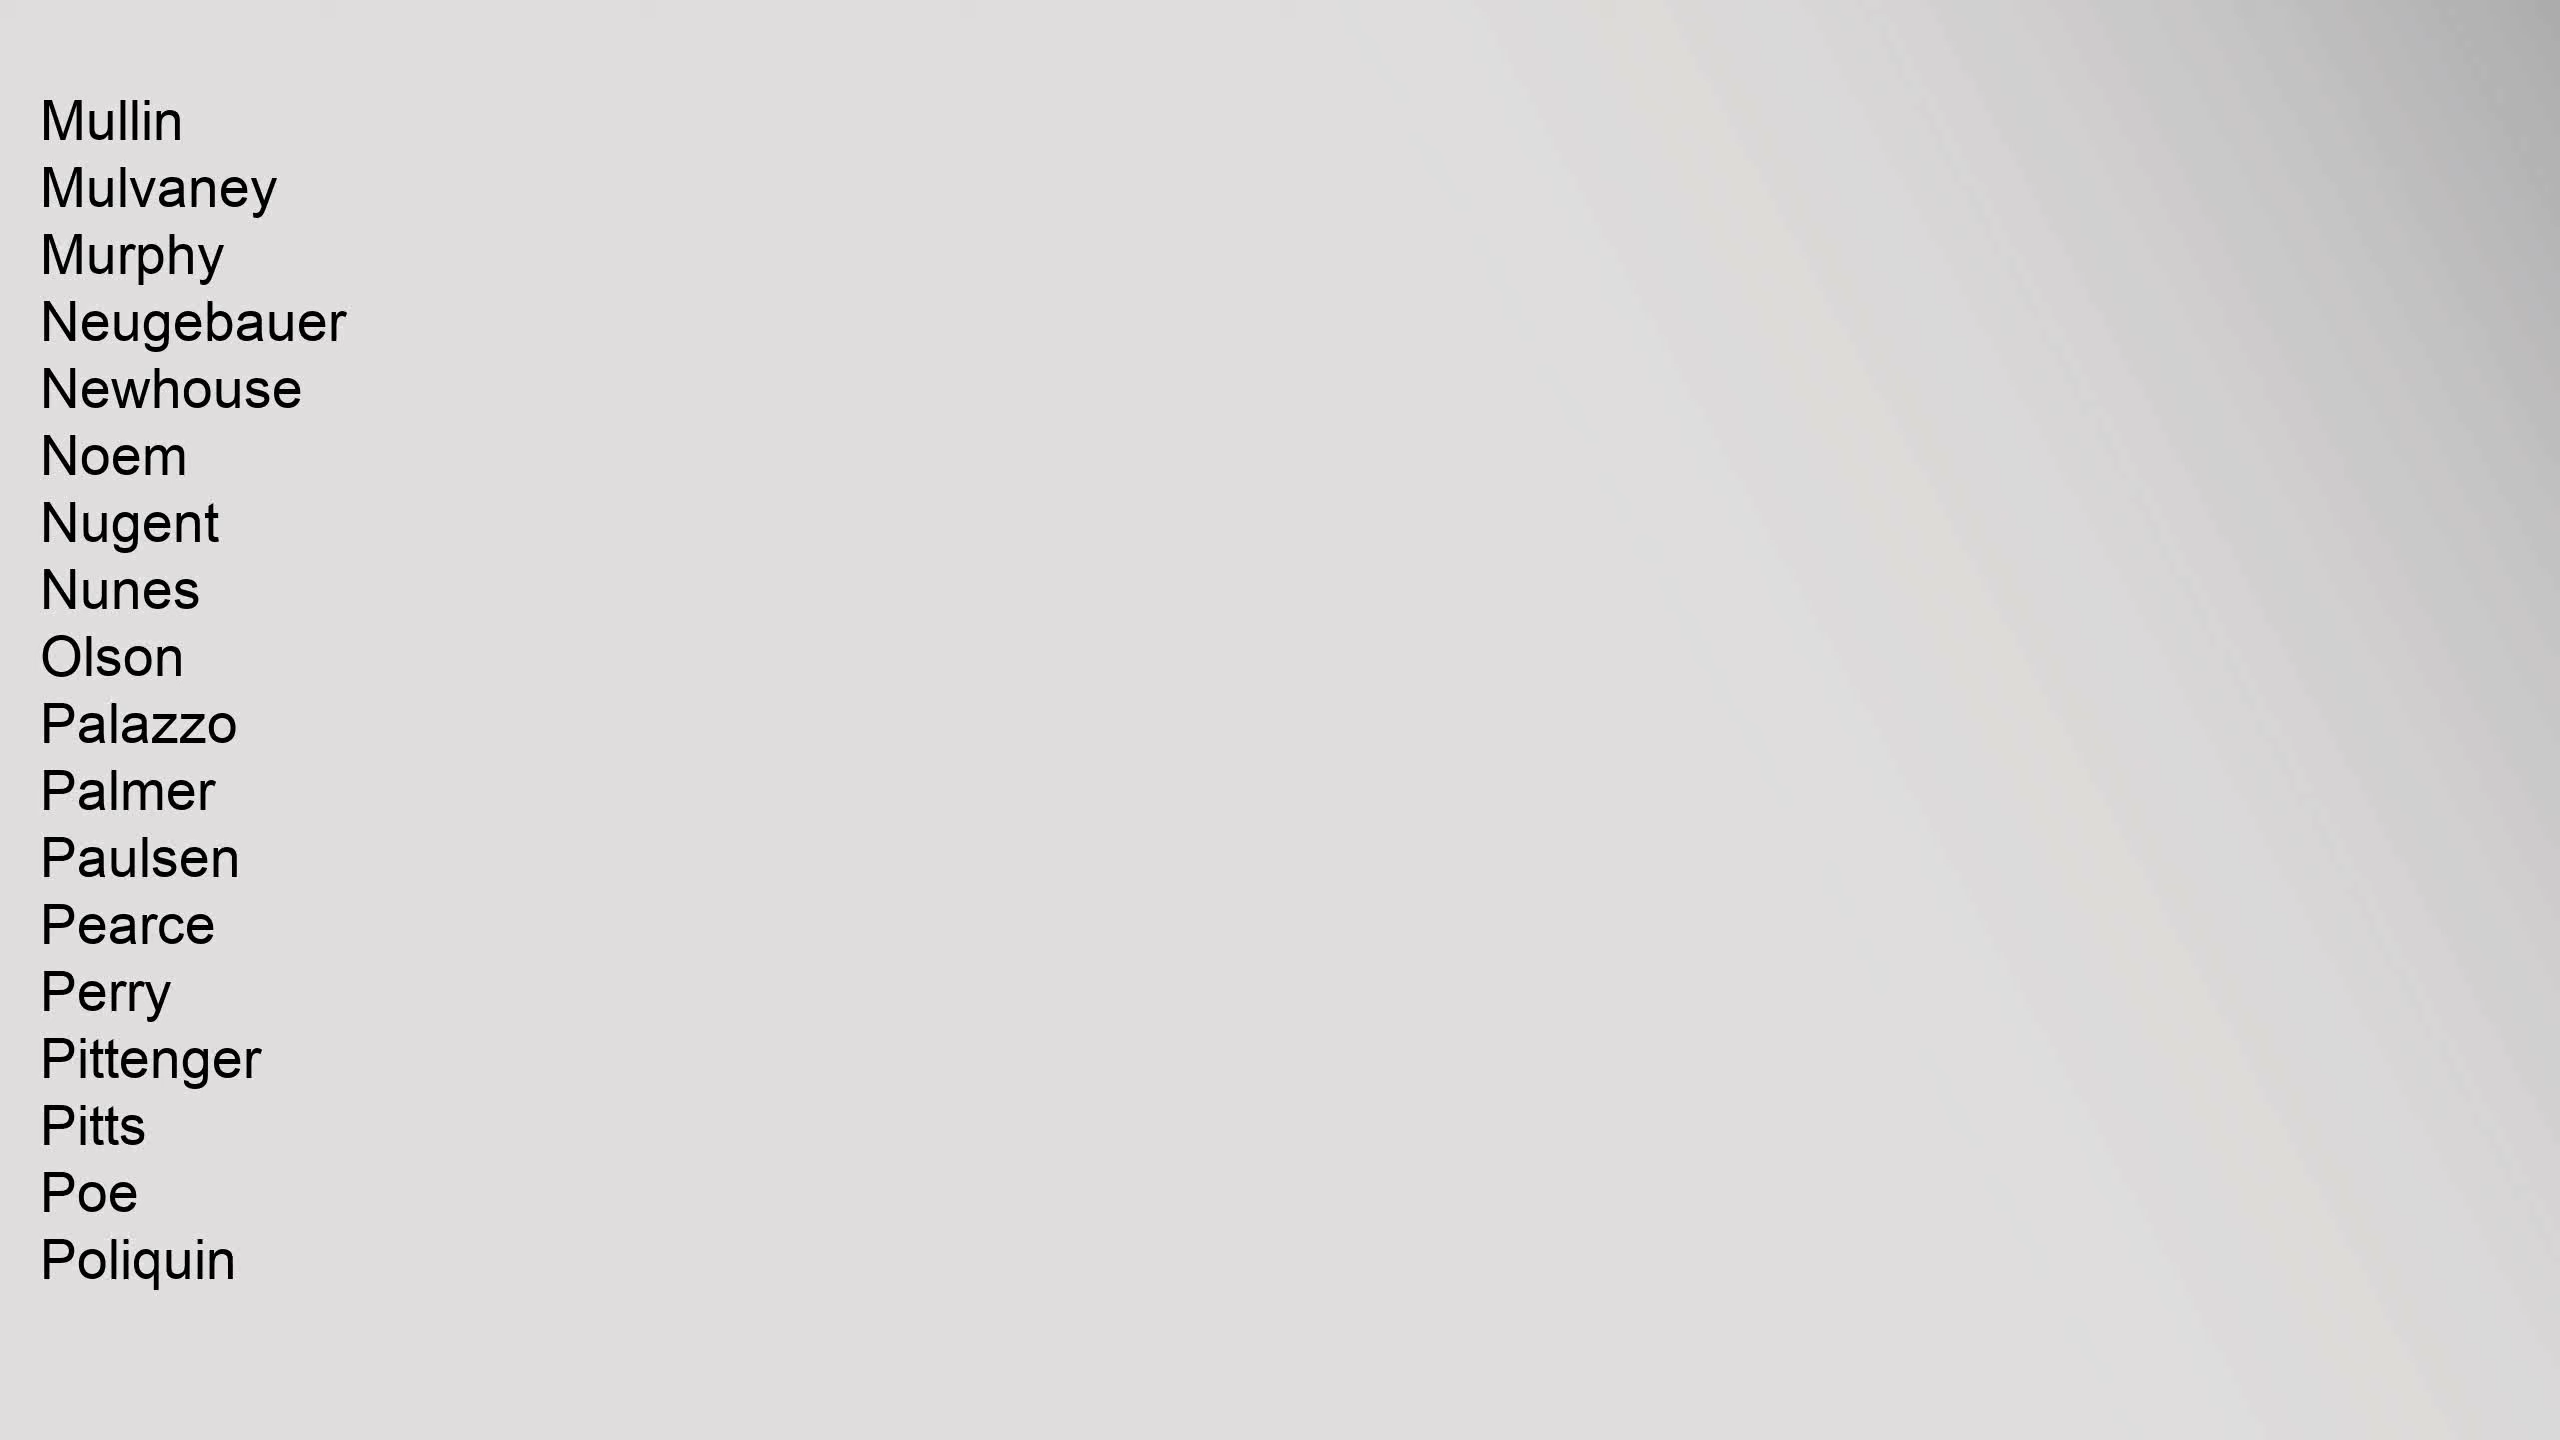 Mullin
Mulvaney
Murphy
Neugebauer
Newhouse
Noem
Nugent
Nunes
Olson
Palazzo
Palmer
Paulsen
Pearce
Perry
Pittenger
Pitts
Poe
Poliquin